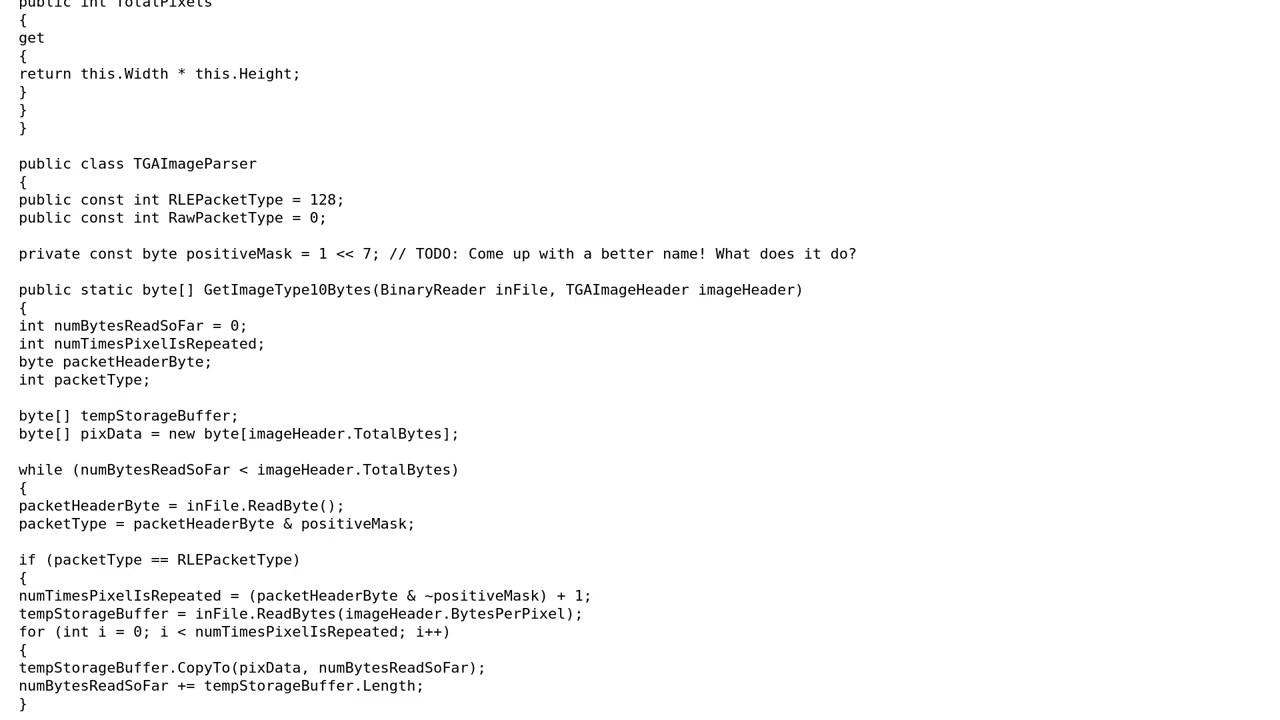 public int TotalPixels
{
get
{
return this.Width * this.Height;
}
}
}
public class TGAImageParser
{
public const int RLEPacketType = 128;
public const int RawPacketType = 0;
private const byte positiveMask = 1 << 7; // TODO: Come up with a better name! What does it do?
public static byte[] GetImageType10Bytes(BinaryReader inFile, TGAImageHeader imageHeader)
{
int numBytesReadSoFar = 0;
int numTimesPixelIsRepeated;
byte packetHeaderByte;
int packetType;
byte[] tempStorageBuffer;
byte[] pixData = new byte[imageHeader.TotalBytes];
while (numBytesReadSoFar < imageHeader.TotalBytes)
{
packetHeaderByte = inFile.ReadByte();
packetType = packetHeaderByte & positiveMask;
if (packetType == RLEPacketType)
{
numTimesPixelIsRepeated = (packetHeaderByte & ~positiveMask) + 1;
tempStorageBuffer = inFile.ReadBytes(imageHeader.BytesPerPixel);
for (int i = 0; i < numTimesPixelIsRepeated; i++)
{
tempStorageBuffer.CopyTo(pixData, numBytesReadSoFar);
numBytesReadSoFar += tempStorageBuffer.Length;
}